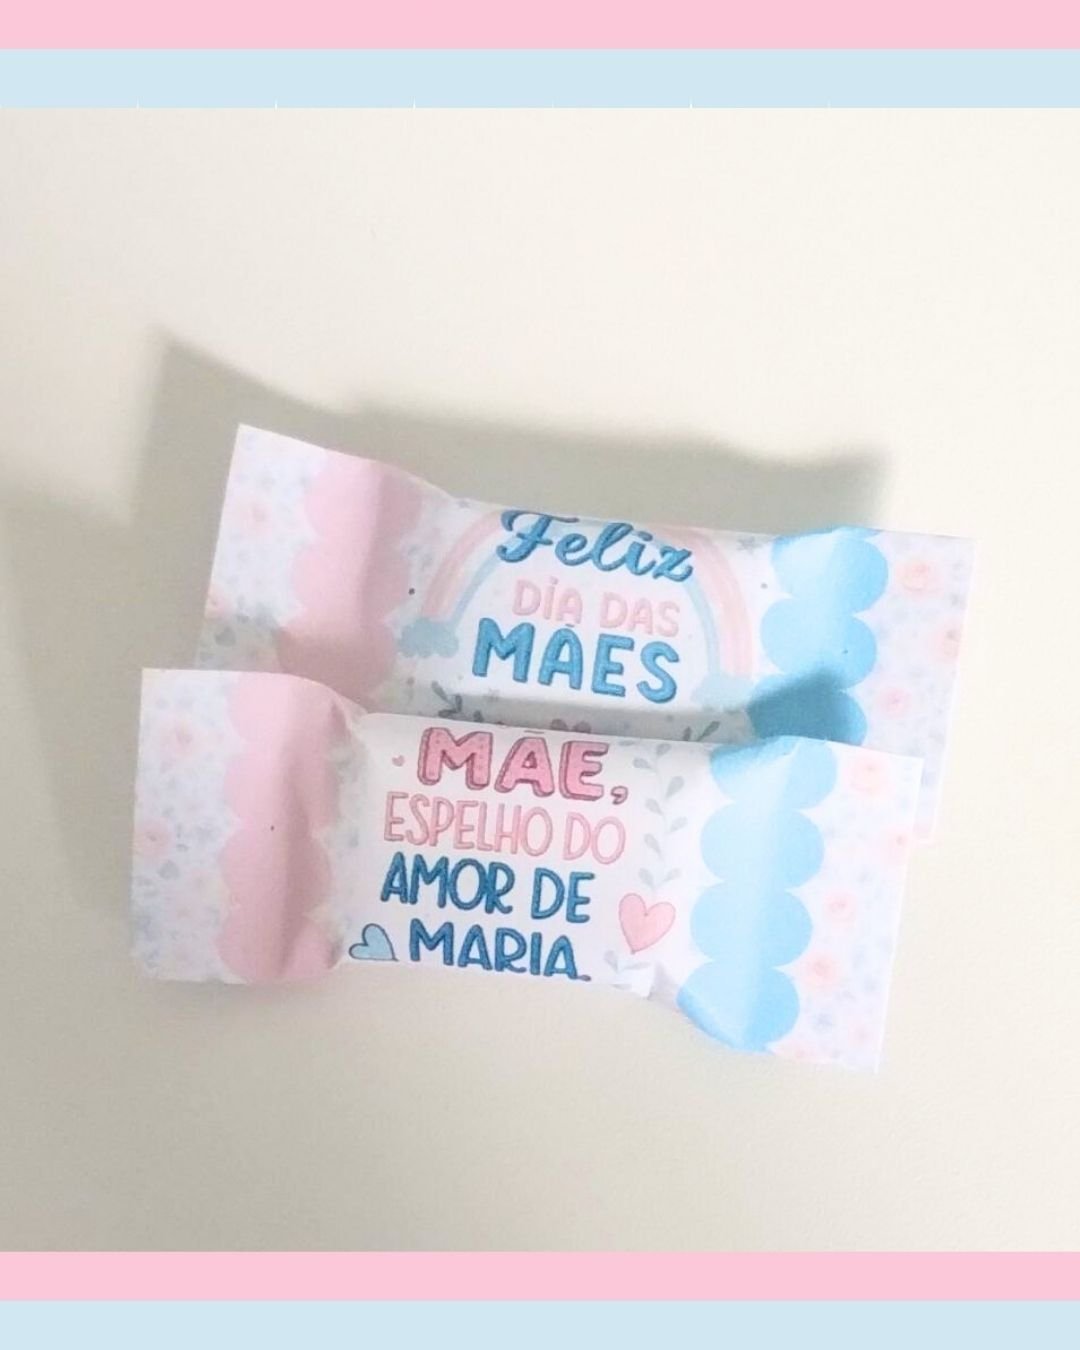 Feliz
DIA DAS
MÃES
MÃE,
ESPELHO DO
AMOR DE
MARIA.